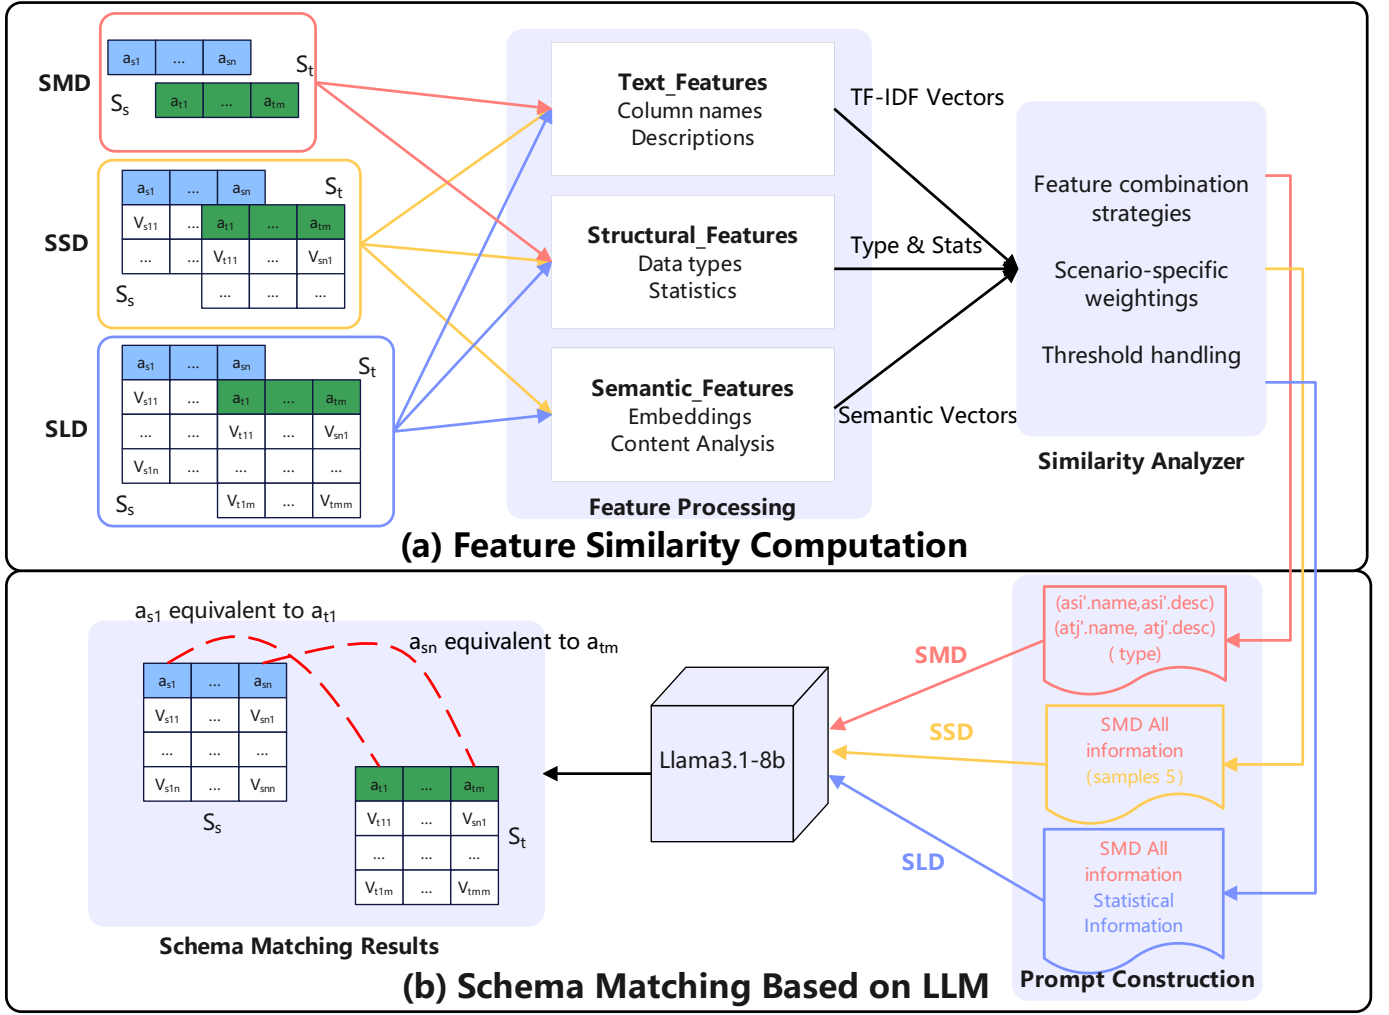 SMD
a_s1 ... a_sn
S_t
S_s
a_t1 ... a_tm
SSD
a_s1 ... a_sn
S_t
V_s11 ... ... a_t1 ... a_tm
... ... V_t11 ... V_sn1
S_s
... ... ...
SLD
a_s1 ... a_sn
S_t
V_s11 ... a_t1 ... a_tm
... ... V_t11 ... V_sn1
V_s1n ... ... ... ...
S_s
V_t1m ... V_tmm
Text_Features
Column names
Descriptions
Structural_Features
Data types
Statistics
Semantic_Features
Embeddings
Content Analysis
Feature Processing
TF-IDF Vectors
Type & Stats
Semantic Vectors
Feature combination
strategies
Scenario-specific
weightings
Threshold handling
Similarity Analyzer
(a) Feature Similarity Computation
a_s1 equivalent to a_t1
a_sn equivalent to a_tm
a_s1 ... a_sn
V_s11 ... V_sn1
... ... ...
V_s1n ... V_snn
S_s
a_t1 ... a_tm
V_t11 ... V_sn1
S_t
... ... ...
V_t1m ... V_tmm
Schema Matching Results
Llama3.1-8b
SMD
SSD
SLD
(asi'.name,asi'.desc)
(atj'.name, atj'.desc)
( type)
SMD All
information
(samples 5)
SMD All
information
Statistical
Information
Prompt Construction
(b) Schema Matching Based on LLM